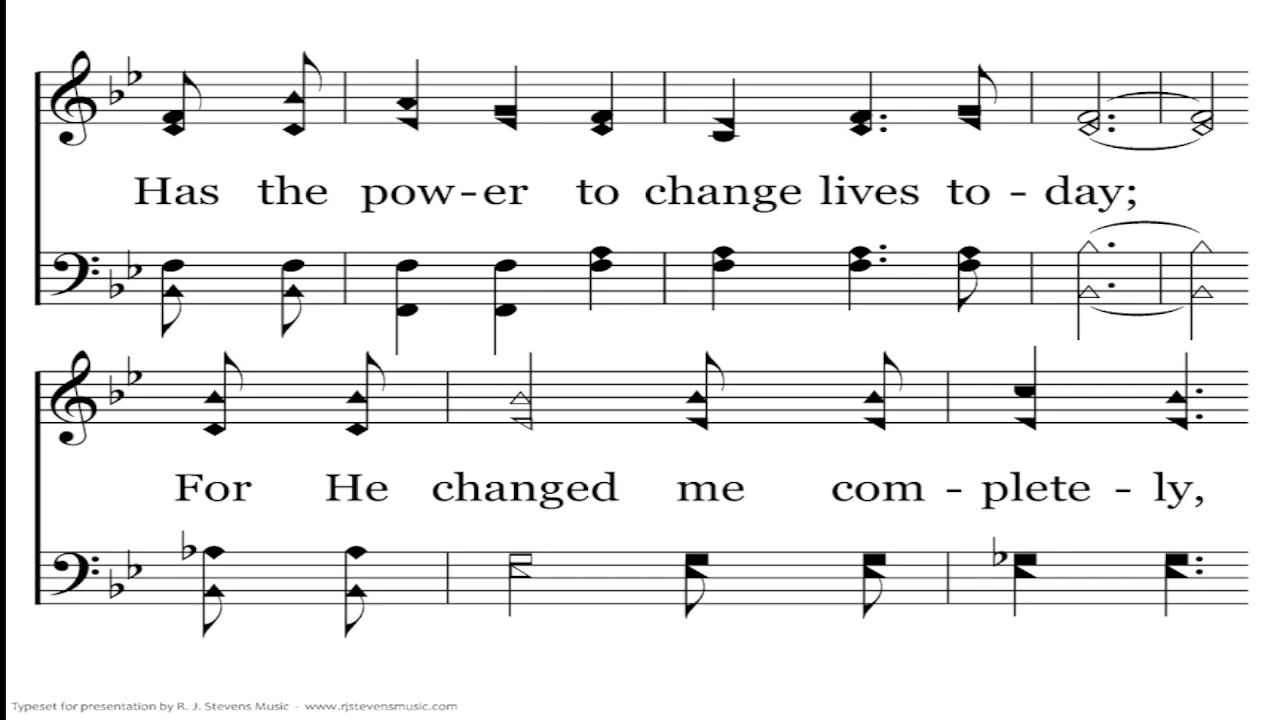 Has the pow-er to change lives to - day;
For He changed me com - plete - ly,
Typeset for presentation by R. J. Stevens Music - www.rjstevensmusic.com